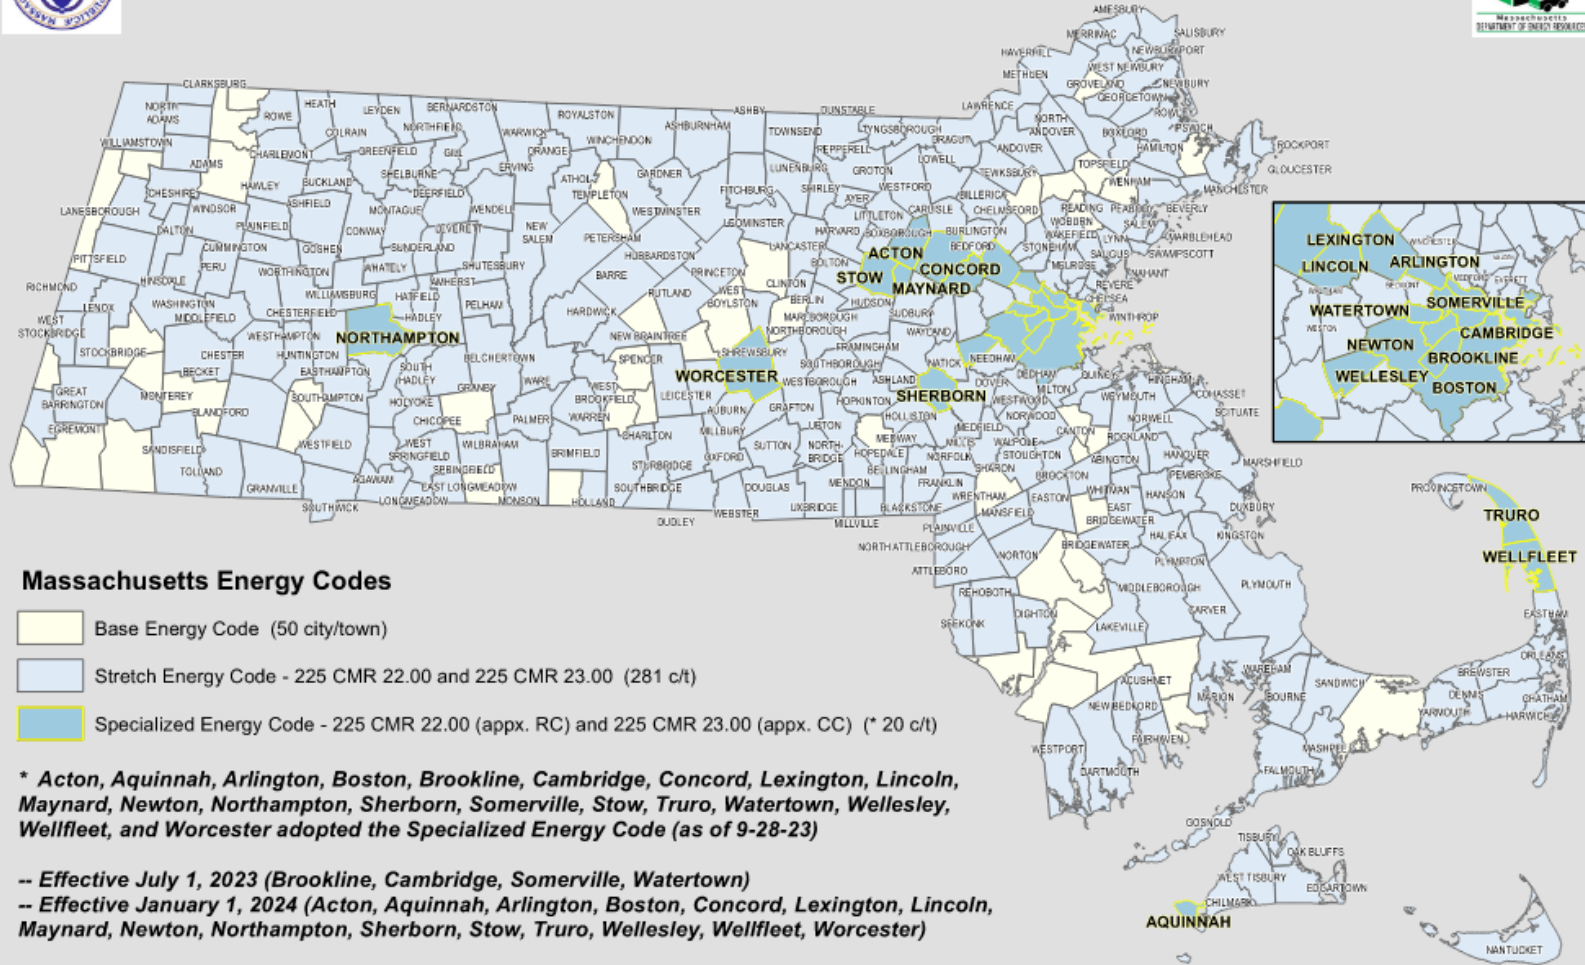 Massachusetts
DEPARTMENT OF ENERGY RESOURCES
AMESBURY
MERRIMAC
SALISBURY
HAVERHILL
NEWBURYPORT
METHUEN
WEST NEWBURY
GROVELAND
NEWBURY
GEORGETOWN
CLARKSBURG
LAWRENCE
ROWLEY
NORTH
ADAMS
HEATH
LEYDEN
BERNARDSTON
ROWE
ROYALSTON
ASHBY
DUNSTABLE
NORTH
ANDOVER
COLRAIN
NORTHFIELD
WARWICK
WINCHENDON
ASHBURNHAM
TOWNSEND
TYNGSBOROUGH
DRACUT
BOXFORD
IPSWICH
WILLIAMSTOWN
CHARLEMONT
GREENFIELD
GILL
ORANGE
PEPPERELL
ANDOVER
HAMILTON
ROCKPORT
ADAMS
SHELBURNE
ERVING
ATHOL
GARDNER
LUNENBURG
GROTON
LOWELL
TEWKSBURY
TOPSFIELD
WENHAM
GLOUCESTER
CHESHIRE
WINDSOR
HAWLEY
BUCKLAND
DEERFIELD
TEMPLETON
FITCHBURG
SHIRLEY
AYER
WESTFORD
BILLERICA
MANCHESTER
LANESBOROUGH
ASHFIELD
MONTAGUE
WENDELL
WESTMINSTER
LITTLETON
CARLISLE
CHELMSFORD
READING
PEABODY
BEVERLY
DALTON
PLAINFIELD
CONWAY
LEVERETT
NEW
SALEM
PETERSHAM
LEOMINSTER
HARVARD
BOXBOROUGH
BURLINGTON
WOBURN
WAKEFIELD
SALEM
LYNN
MARBLEHEAD
PITTSFIELD
CUMMINGTON
GOSHEN
SUNDERLAND
HUBBARDSTON
LANCASTER
ACTON
BEDFORD
STONEHAM
SAUGUS
SWAMPSCOTT
PERU
WORTHINGTON
WHATELY
SHUTESBURY
BARRE
PRINCETON
BOLTON
STOW
CONCORD
MAYNARD
MELROSE
NAHANT
RICHMOND
HINSDALE
WILLIAMSBURG
HATFIELD
AMHERST
RUTLAND
WEST
BOYLSTON
CLINTON
BERLIN
HUDSON
REVERE
CHELSEA
LENOX
WASHINGTON
MIDDLEFIELD
CHESTERFIELD
HADLEY
PELHAM
HARDWICK
MARLBOROUGH
SUDBURY
WINTHROP
WEST
STOCKBRIDGE
WESTHAMPTON
NORTHAMPTON
NEW BRAINTREE
NORTHBOROUGH
WAYLAND
STOCKBRIDGE
CHESTER
HUNTINGTON
BELCHERTOWN
SPENCER
SHREWSBURY
FRAMINGHAM
SOUTHBOROUGH
NATICK
NEEDHAM
BECKET
EASTHAMPTON
SOUTH
HADLEY
WARE
WORCESTER
WESTBOROUGH
ASHLAND
DOVER
DEDHAM
MILTON
QUINCY
HINGHAM
GREAT
BARRINGTON
MONTEREY
BLANDFORD
SOUTHAMPTON
HOLYOKE
GRANBY
WEST
BROOKFIELD
LEICESTER
HOPKINTON
SHERBORN
WESTWOOD
WEYMOUTH
COHASSET
EGREMONT
CHICOPEE
PALMER
WARREN
AUBURN
GRAFTON
HOLLISTON
NORWOOD
NORWELL
SCITUATE
SANDISFIELD
WESTFIELD
WEST
SPRINGFIELD
WILBRAHAM
CHARLTON
MILLBURY
UPTON
MEDWAY
MEDFIELD
CANTON
ROCKLAND
TOLLAND
BRIMFIELD
SUTTON
NORTH-
BRIDGE
HOPEDALE
MILLIS
WALPOLE
STOUGHTON
HANOVER
SPRINGFIELD
STURBRIDGE
OXFORD
BELLINGHAM
NORFOLK
SHARON
ABINGTON
MARSHFIELD
GRANVILLE
AGAWAM
EAST LONGMEADOW
SOUTHBRIDGE
DOUGLAS
MENDON
FRANKLIN
BROCKTON
PEMBROKE
SOUTHWICK
LONGMEADOW
MONSON
HOLLAND
DUDLEY
WEBSTER
UXBRIDGE
MILLVILLE
BLACKSTONE
WRENTHAM
MANSFIELD
EASTON
WHITMAN
HANSON
DUXBURY
PLAINVILLE
EAST
BRIDGEWATER
HALIFAX
KINGSTON
NORTH ATTLEBOROUGH
NORTON
BRIDGEWATER
PLYMPTON
ATTLEBORO
MIDDLEBOROUGH
PLYMOUTH
REHOBOTH
SEEKONK
DIGHTON
LAKEVILLE
CARVER
ACUSHNET
WAREHAM
SANDWICH
BOURNE
MARION
NEW BEDFORD
FAIRHAVEN
WESTPORT
DARTMOUTH
MASHPEE
FALMOUTH
YARMOUTH
DENNIS
BREWSTER
HARWICH
CHATHAM
ORLEANS
EASTHAM
PROVINCETOWN
TRURO
WELLFLEET
GOSNOLD
TISBURY
OAK BLUFFS
WEST TISBURY
EDGARTOWN
CHILMARK
AQUINNAH
NANTUCKET
LEXINGTON
WINCHESTER
LINCOLN
ARLINGTON
MEDFORD
EVERETT
WALTHAM
BELMONT
WATERTOWN
SOMERVILLE
WESTON
CAMBRIDGE
NEWTON
BROOKLINE
WELLESLEY
BOSTON
Massachusetts Energy Codes
Base Energy Code (50 city/town)
Stretch Energy Code - 225 CMR 22.00 and 225 CMR 23.00 (281 c/t)
Specialized Energy Code - 225 CMR 22.00 (appx. RC) and 225 CMR 23.00 (appx. CC) (* 20 c/t)
* Acton, Aquinnah, Arlington, Boston, Brookline, Cambridge, Concord, Lexington, Lincoln,
Maynard, Newton, Northampton, Sherborn, Somerville, Stow, Truro, Watertown, Wellesley,
Wellfleet, and Worcester adopted the Specialized Energy Code (as of 9-28-23)
-- Effective July 1, 2023 (Brookline, Cambridge, Somerville, Watertown)
-- Effective January 1, 2024 (Acton, Aquinnah, Arlington, Boston, Concord, Lexington, Lincoln,
Maynard, Newton, Northampton, Sherborn, Stow, Truro, Wellesley, Wellfleet, Worcester)